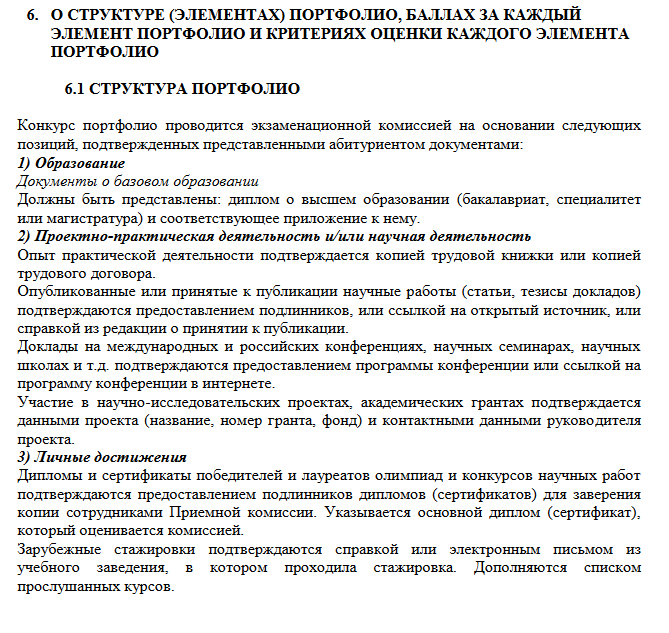 6. О СТРУКТУРЕ (ЭЛЕМЕНТАХ) ПОРТФОЛИО, БАЛЛАХ ЗА КАЖДЫЙ
ЭЛЕМЕНТ ПОРТФОЛИО И КРИТЕРИЯХ ОЦЕНКИ КАЖДОГО ЭЛЕМЕНТА
ПОРТФОЛИО
6.1 СТРУКТУРА ПОРТФОЛИО
Конкурс портфолио проводится экзаменационной комиссией на основании следующих
позиций, подтвержденных представленными абитуриентом документами:
1) Образование
Документы о базовом образовании
Должны быть представлены: диплом о высшем образовании (бакалавриат, специалитет
или магистратура) и соответствующее приложение к нему.
2) Проектно-практическая деятельность и/или научная деятельность
Опыт практической деятельности подтверждается копией трудовой книжки или копией
трудового договора.
Опубликованные или принятые к публикации научные работы (статьи, тезисы докладов)
подтверждаются предоставлением подлинников, или ссылкой на открытый источник, или
справкой из редакции о принятии к публикации.
Доклады на международных и российских конференциях, научных семинарах, научных
школах и т.д. подтверждаются предоставлением программы конференции или ссылкой на
программу конференции в интернете.
Участие в научно-исследовательских проектах, академических грантах подтверждается
данными проекта (название, номер гранта, фонд) и контактными данными руководителя
проекта.
3) Личные достижения
Дипломы и сертификаты победителей и лауреатов олимпиад и конкурсов научных работ
подтверждаются предоставлением подлинников дипломов (сертификатов) для заверения
копии сотрудниками Приемной комиссии. Указывается основной диплом (сертификат),
который оценивается комиссией.
Зарубежные стажировки подтверждаются справкой или электронным письмом из
учебного заведения, в котором проходила стажировка. Дополняются списком
прослушанных курсов.